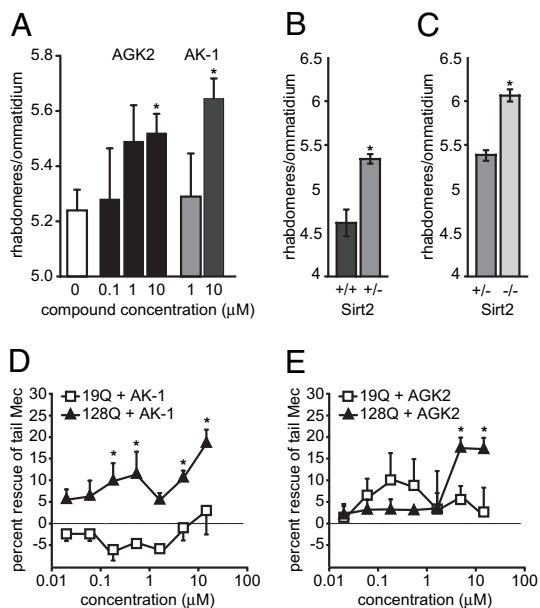 A
AGK2 AK-1
rhabdomeres/ommatidium
5.8
5.6
5.4
5.2
5.0
* *
0 0.1 1 10 1 10
compound concentration (μM)
B
rhabdomeres/ommatidium
6.5
6
5.5
5
4.5
4
*
+/+ +/-
Sirt2
C
rhabdomeres/ommatidium
6.5
6
5.5
5
4.5
4
*
+/- -/-
Sirt2
D
percent rescue of tail Mec
30
25
20
15
10
5
0
-5
19Q + AK-1
128Q + AK-1
* * * *
0.01 0.1 1 10 100
concentration (μM)
E
percent rescue of tail Mec
30
25
20
15
10
5
0
-5
19Q + AGK2
128Q + AGK2
* *
0.01 0.1 1.0 10 100
concentration (μM)